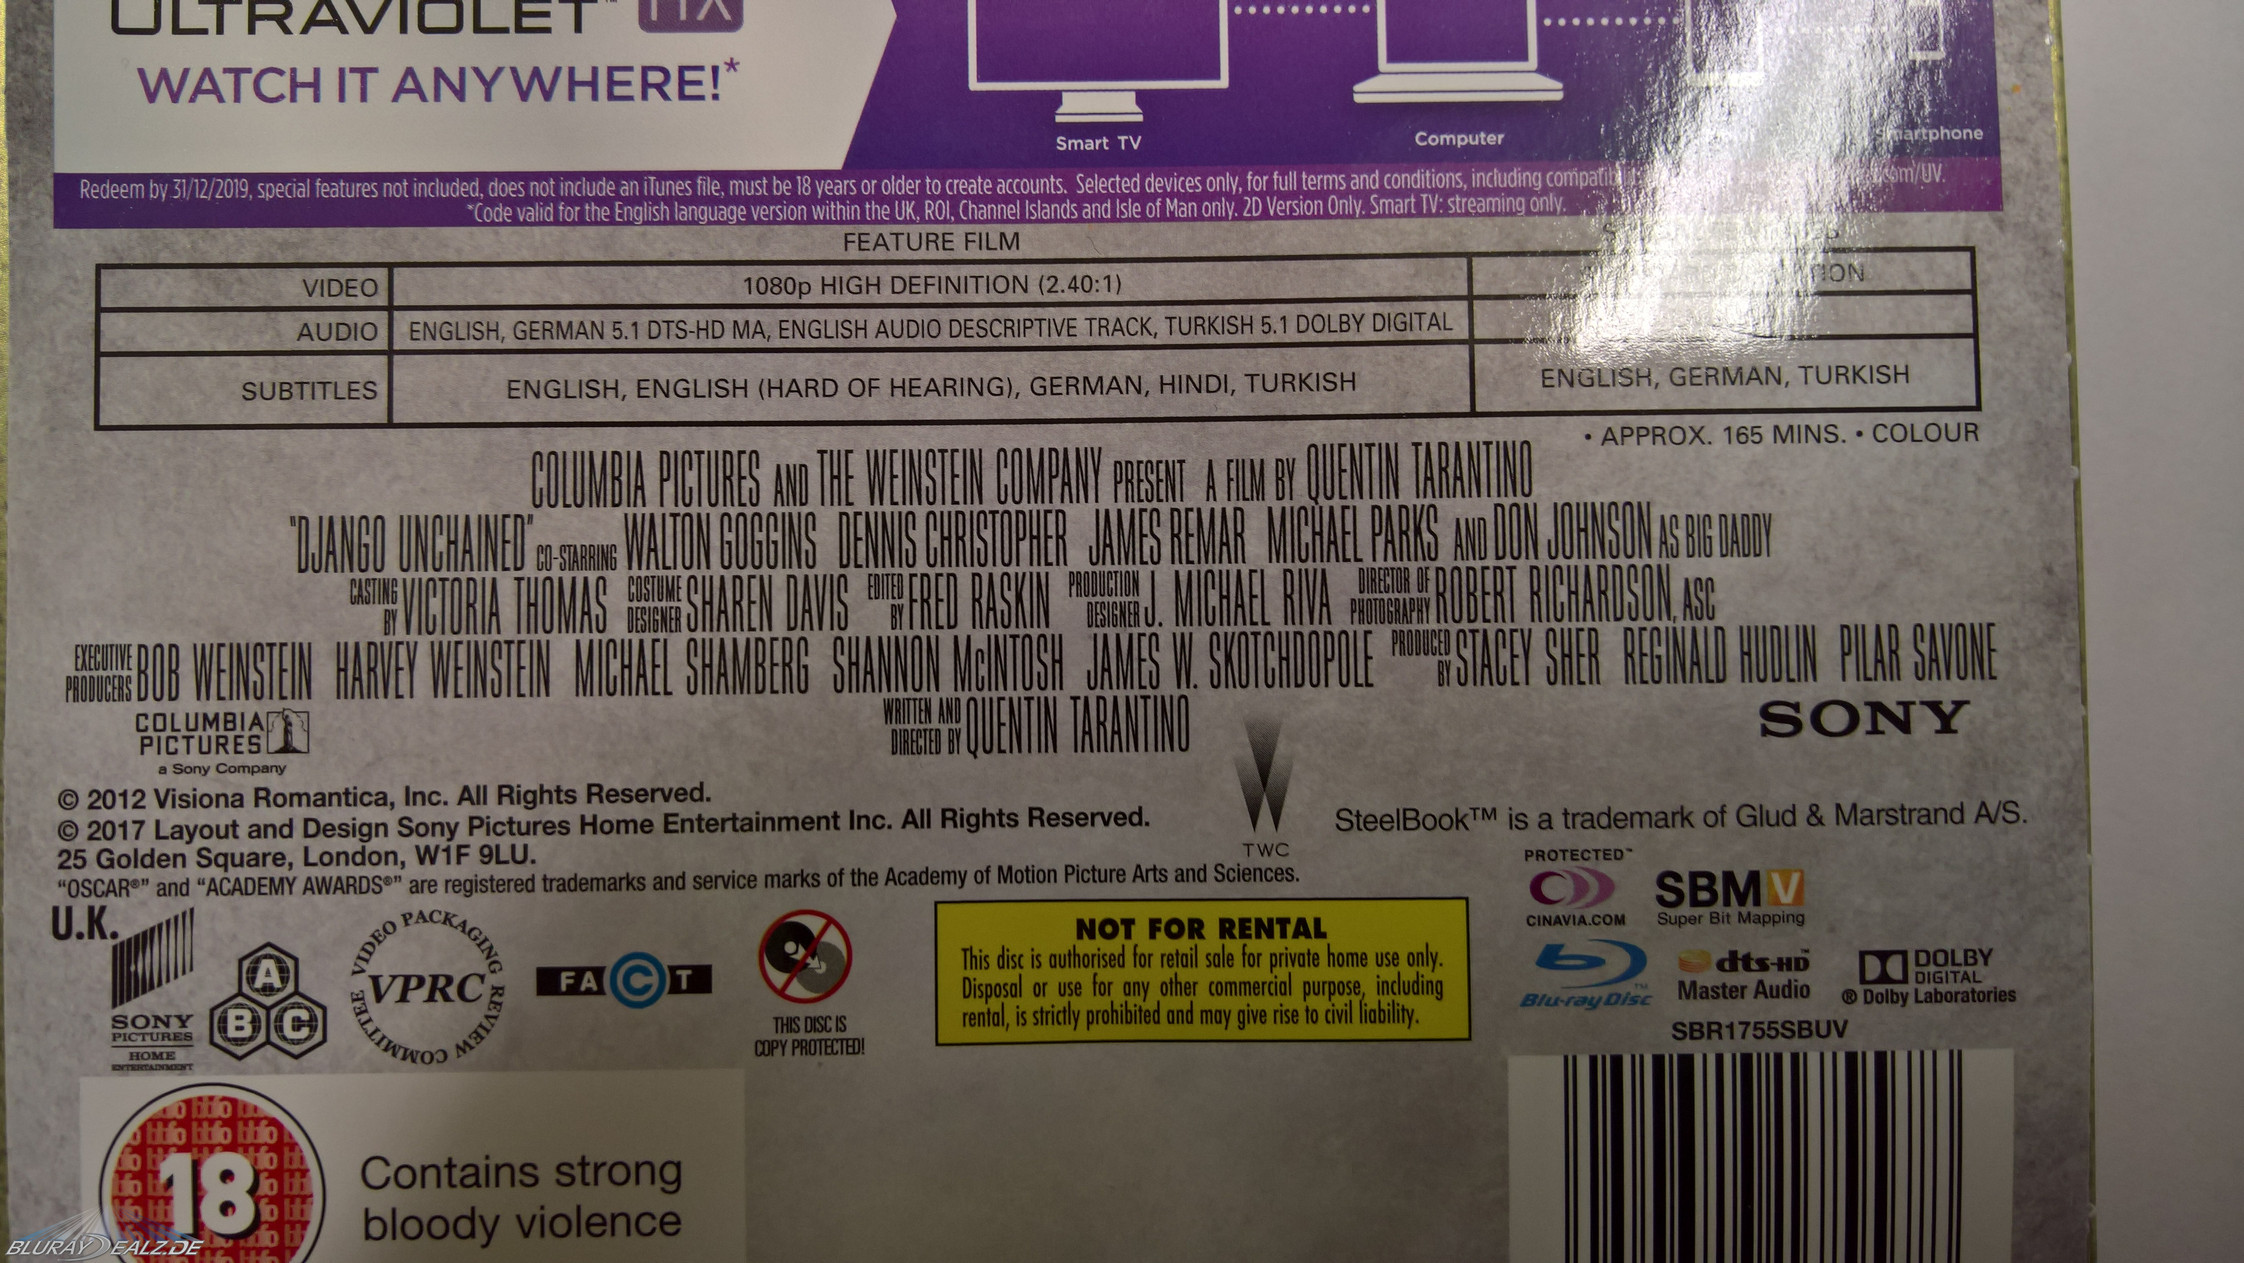 ULTRAVIOLET™
WATCH IT ANYWHERE!*
Smart TV
Computer
Smartphone
Redeem by 31/12/2019, special features not included, does not include an iTunes file, must be 18 years or older to create accounts. Selected devices only, for full terms and conditions, including
*Code valid for the English language version within the UK, ROI, Channel Islands and Isle of Man only. 2D Version Only. Smart TV: streaming only.
FEATURE FILM
VIDEO 1080p HIGH DEFINITION (2.40:1)
AUDIO ENGLISH, GERMAN 5.1 DTS-HD MA, ENGLISH AUDIO DESCRIPTIVE TRACK, TURKISH 5.1 DOLBY DIGITAL
SUBTITLES ENGLISH, ENGLISH (HARD OF HEARING), GERMAN, HINDI, TURKISH ENGLISH, GERMAN, TURKISH
• APPROX. 165 MINS. • COLOUR
COLUMBIA PICTURES AND THE WEINSTEIN COMPANY PRESENT A FILM BY QUENTIN TARANTINO
"DJANGO UNCHAINED" CO-STARRING WALTON GOGGINS DENNIS CHRISTOPHER JAMES REMAR MICHAEL PARKS AND DON JOHNSON AS BIG DADDY
CASTING BY VICTORIA THOMAS COSTUME DESIGNER SHAREN DAVIS EDITED BY FRED RASKIN PRODUCTION DESIGNER J. MICHAEL RIVA DIRECTOR OF PHOTOGRAPHY ROBERT RICHARDSON, ASC
EXECUTIVE PRODUCERS BOB WEINSTEIN HARVEY WEINSTEIN MICHAEL SHAMBERG SHANNON McINTOSH JAMES W. SKOTCHDOPOLE PRODUCED BY STACEY SHER REGINALD HUDLIN PILAR SAVONE
WRITTEN AND DIRECTED BY QUENTIN TARANTINO
COLUMBIA
PICTURES
a Sony Company
SONY
© 2012 Visiona Romantica, Inc. All Rights Reserved.
© 2017 Layout and Design Sony Pictures Home Entertainment Inc. All Rights Reserved.
25 Golden Square, London, W1F 9LU.
"OSCAR®" and "ACADEMY AWARDS®" are registered trademarks and service marks of the Academy of Motion Picture Arts and Sciences.
TWC
SteelBook™ is a trademark of Glud & Marstrand A/S.
PROTECTED™
CINAVIA.COM
SBMV
Super Bit Mapping
U.K.
SONY
PICTURES
HOME
ENTERTAINMENT
A
B C
VIDEO PACKAGING REVIEW COMMITTEE
VPRC
FACT
THIS DISC IS
COPY PROTECTED!
NOT FOR RENTAL
This disc is authorised for retail sale for private home use only.
Disposal or use for any other commercial purpose, including
rental, is strictly prohibited and may give rise to civil liability.
Blu-ray Disc™
dts-HD™
Master Audio
DOLBY
DIGITAL
® Dolby Laboratories
SBR1755SBUV
18
Contains strong
bloody violence
BLURAYDEALZ.DE